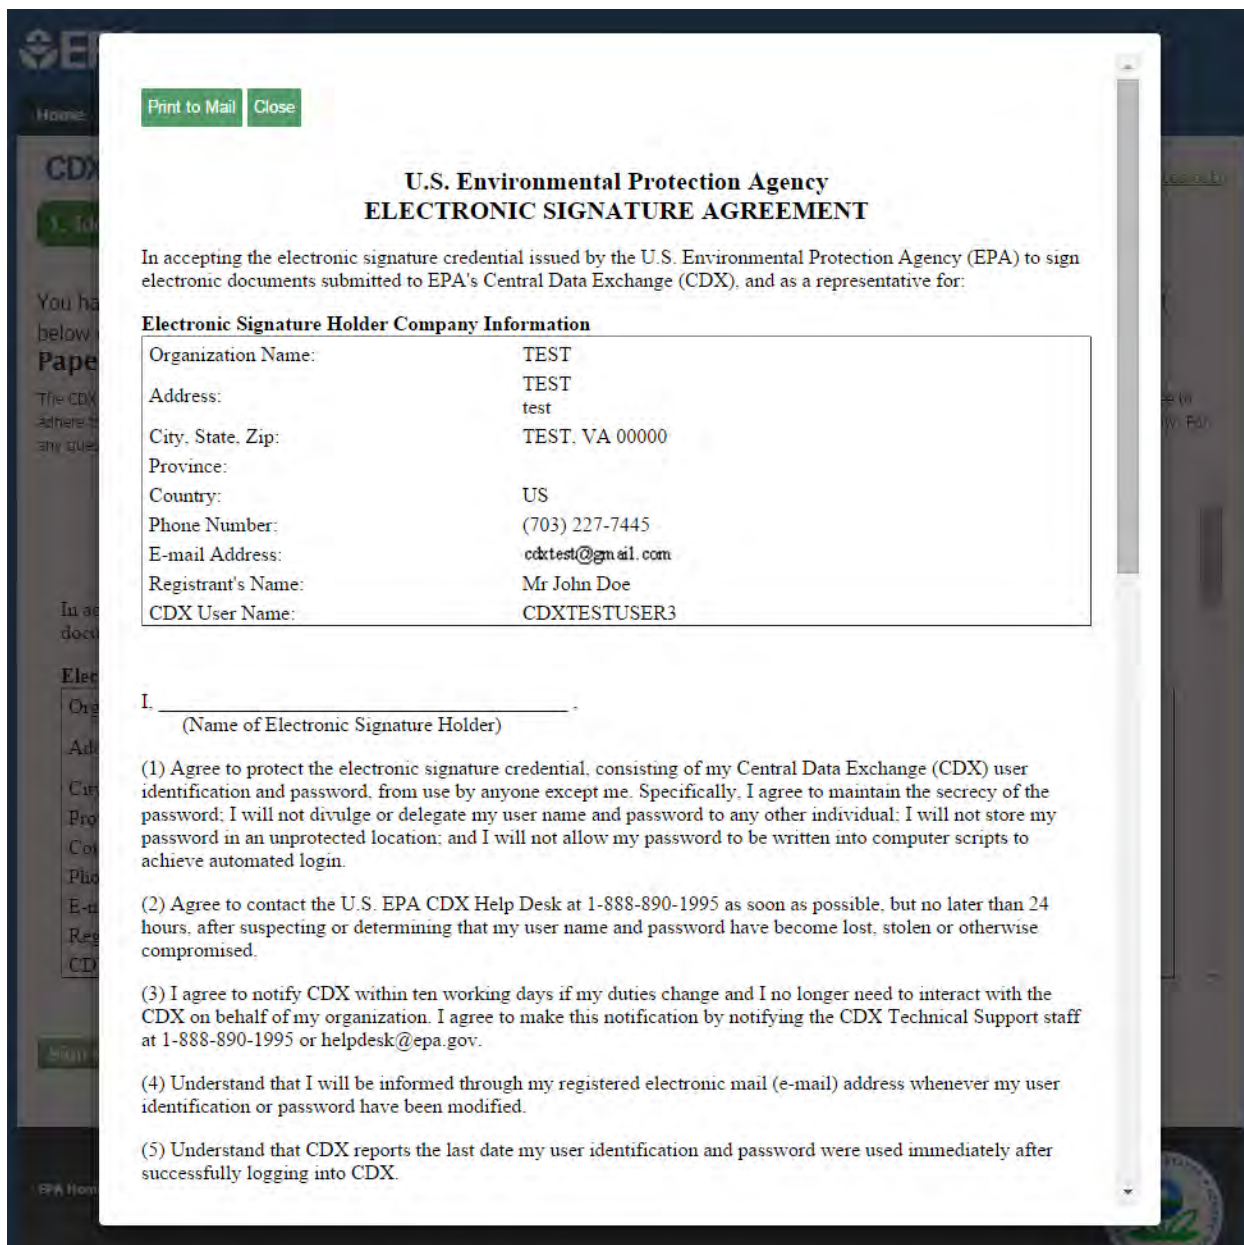 Home
CDX
Print to Mail Close
U.S. Environmental Protection Agency
ELECTRONIC SIGNATURE AGREEMENT
In accepting the electronic signature credential issued by the U.S. Environmental Protection Agency (EPA) to sign
electronic documents submitted to EPA's Central Data Exchange (CDX), and as a representative for:
Electronic Signature Holder Company Information
Organization Name: TEST
Address: TEST
test
City, State, Zip: TEST, VA 00000
Province:
Country: US
Phone Number: (703) 227-7445
E-mail Address: cdxtest@gmail.com
Registrant's Name: Mr John Doe
CDX User Name: CDXTESTUSER3
I, ______________________________________ ,
(Name of Electronic Signature Holder)
(1) Agree to protect the electronic signature credential, consisting of my Central Data Exchange (CDX) user
identification and password, from use by anyone except me. Specifically, I agree to maintain the secrecy of the
password; I will not divulge or delegate my user name and password to any other individual; I will not store my
password in an unprotected location; and I will not allow my password to be written into computer scripts to
achieve automated login.
(2) Agree to contact the U.S. EPA CDX Help Desk at 1-888-890-1995 as soon as possible, but no later than 24
hours, after suspecting or determining that my user name and password have become lost, stolen or otherwise
compromised.
(3) I agree to notify CDX within ten working days if my duties change and I no longer need to interact with the
CDX on behalf of my organization. I agree to make this notification by notifying the CDX Technical Support staff
at 1-888-890-1995 or helpdesk@epa.gov.
(4) Understand that I will be informed through my registered electronic mail (e-mail) address whenever my user
identification or password have been modified.
(5) Understand that CDX reports the last date my user identification and password were used immediately after
successfully logging into CDX.